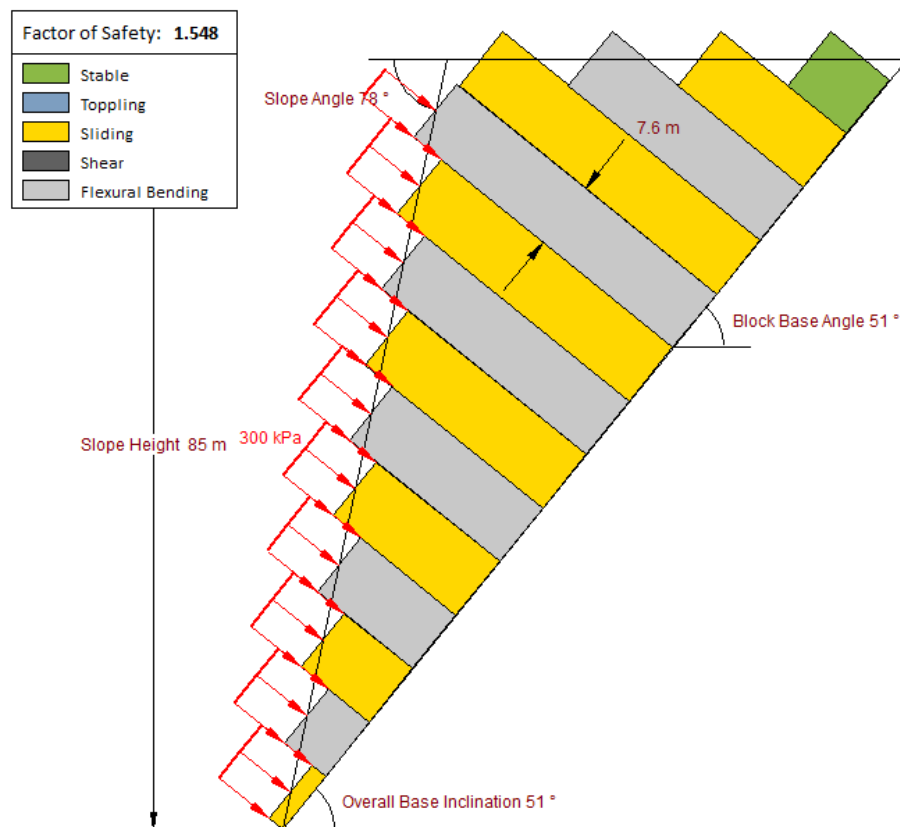 Factor of Safety: 1.548
Stable
Toppling
Sliding
Shear
Flexural Bending
Slope Angle 78 °
7.6 m
Block Base Angle 51 °
Slope Height 85 m
300 kPa
Overall Base Inclination 51 °